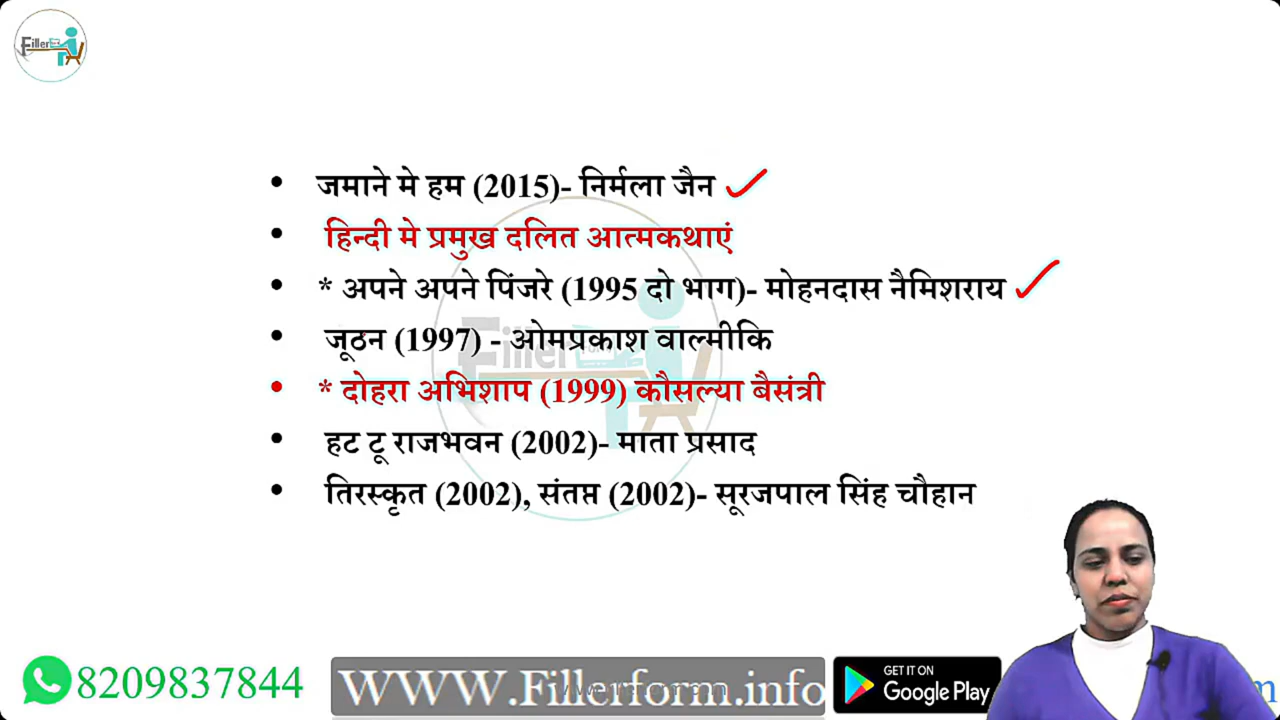 Filler
• जमाने मे हम (2015)- निर्मला जैन
• हिन्दी मे प्रमुख दलित आत्मकथाएं
• * अपने अपने पिंजरे (1995 दो भाग)- मोहनदास नैमिशराय
• जूठन (1997) - ओमप्रकाश वाल्मीकि
• * दोहरा अभिशाप (1999) कौसल्या बैसंत्री
• हट टू राजभवन (2002)- माता प्रसाद
• तिरस्कृत (2002), संतप्त (2002)- सूरजपाल सिंह चौहान
Filler
8209837844
WWW.Fillerform.info
GET IT ON
Google Play